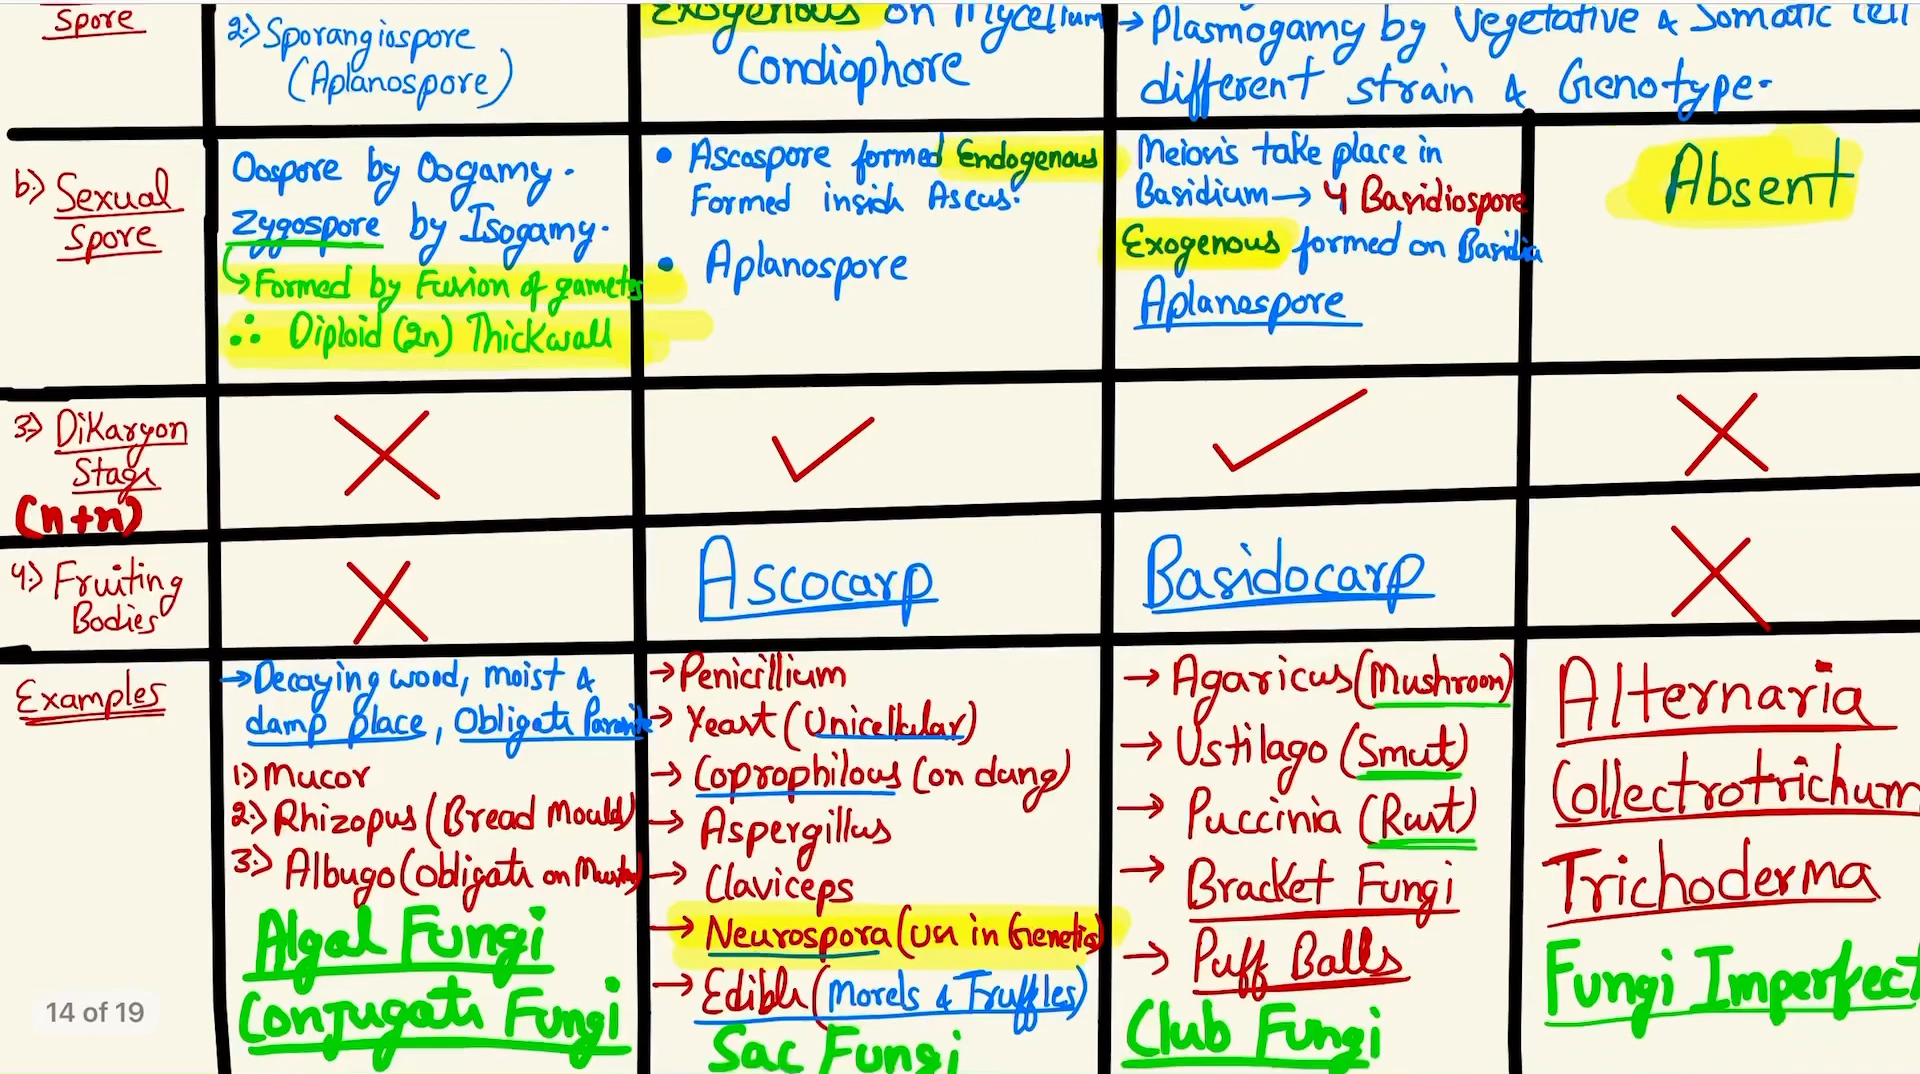 Spore
2.) Sporangiospore
(Aplanospore)
Exogenous on Mycelium
Condiophore
→ Plasmogamy by Vegetative & Somatic Cell
different strain & Genotype.
b.) Sexual
Spore
Oospore by Oogamy.
Zygospore by Isogamy.
↳ Formed by Fusion of gametes
∴ Diploid (2n) Thickwall
• Ascospore formed Endogenous
Formed inside Ascus.
• Aplanospore
Meiosis take place in
Basidium → 4 Basidiospore
Exogenous formed on Basidia
Aplanospore
Absent
3.) Dikaryon
Stage
(n+n)
4.) Fruiting
Bodies
Ascocarp
Basidocarp
Examples
→ Decaying wood, moist &
damp place, Obligate Parasite
1.) Mucor
2.) Rhizopus (Bread Mould)
3.) Albugo (Obligate on Mustard)
Algal Fungi
Conjugate Fungi
→ Penicillium
→ Yeast (Unicellular)
→ Coprophilous (on dung)
→ Aspergillus
→ Claviceps
→ Neurospora (use in Genetics)
→ Edible (Morels & Truffles)
Sac Fungi
→ Agaricus (Mushroom)
→ Ustilago (Smut)
→ Puccinia (Rust)
→ Bracket Fungi
→ Puff Balls
Club Fungi
Alternaria
Collectrotrichum
Trichoderma
Fungi Imperfect
14 of 19